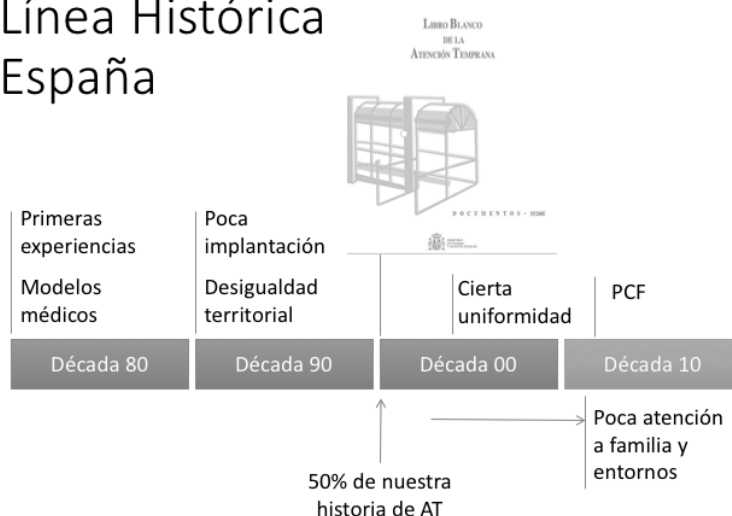 Línea Histórica
España
LIBRO BLANCO
DE LA
ATENCIÓN TEMPRANA
DOCUMENTOS
Primeras
experiencias
Modelos
médicos
Poca
implantación
Desigualdad
territorial
Cierta
uniformidad
PCF
Década 80
Década 90
Década 00
Década 10
Poca atención
a familia y
entornos
50% de nuestra
historia de AT